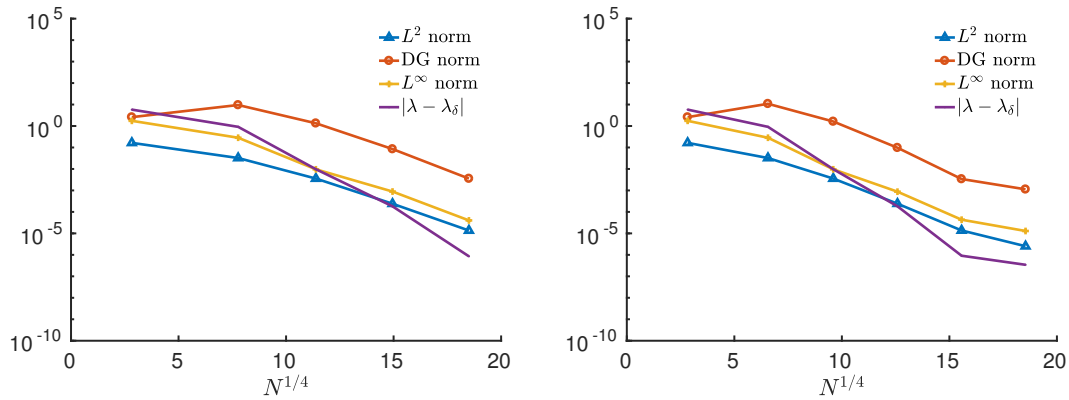 10^5
10^0
10^-5
10^-10
0 5 10 15 20
N^{1/4}
L^2 norm
DG norm
L^∞ norm
|λ − λ_δ|
10^5
10^0
10^-5
10^-10
0 5 10 15 20
N^{1/4}
L^2 norm
DG norm
L^∞ norm
|λ − λ_δ|